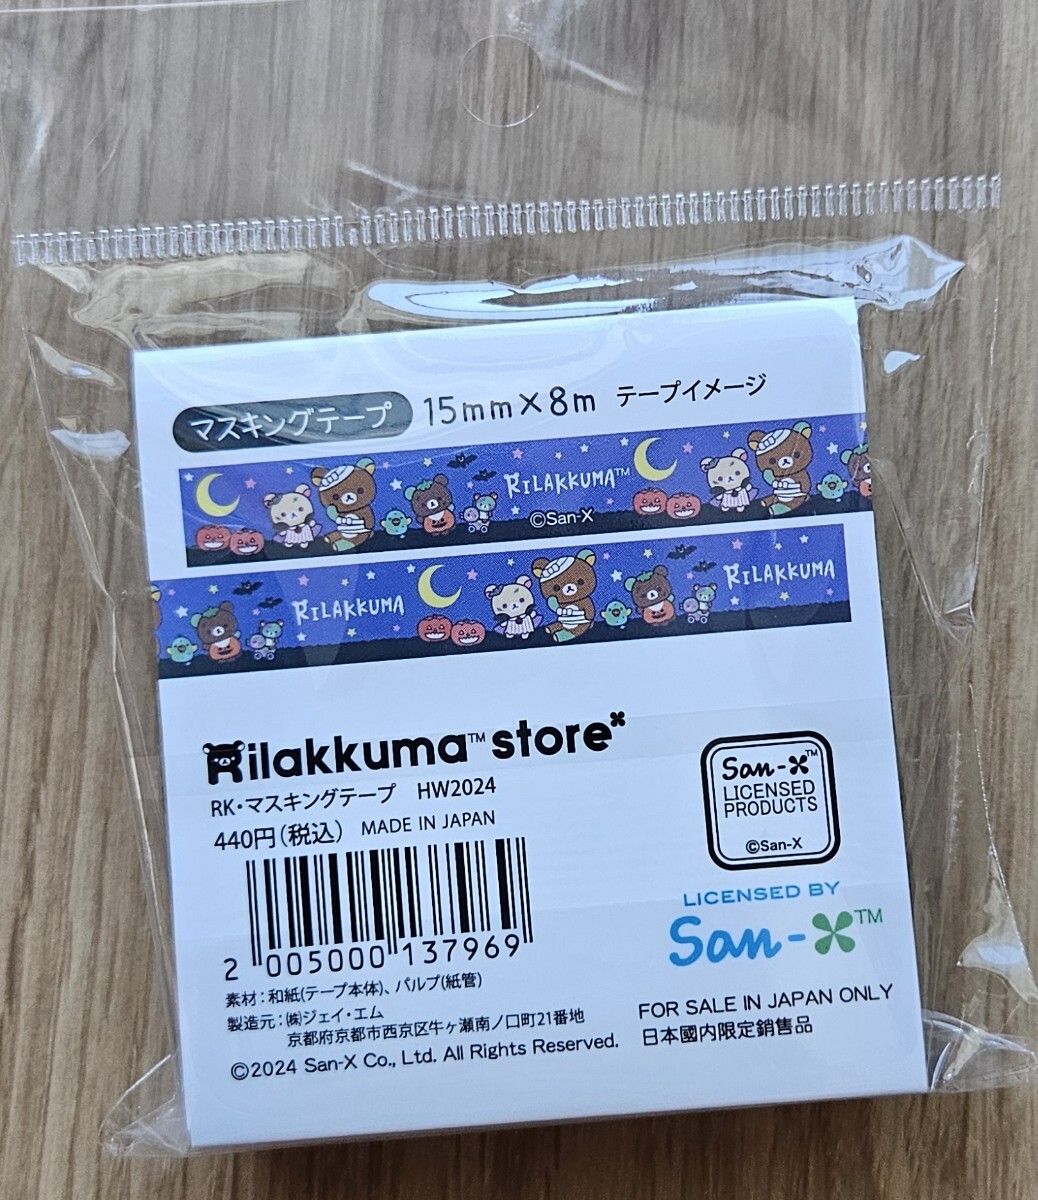 マスキングテープ 15mm×8m テープイメージ
RILAKKUMA™
©San-X
RILAKKUMA RILAKKUMA
Rilakkuma™ store
RK・マスキングテープ HW2024
440円(税込) MADE IN JAPAN
2 005000 137969
素材：和紙(テープ本体)、パルプ(紙管)
製造元：㈱ジェイ・エム
京都府京都市西京区牛ヶ瀬南ノ口町21番地
©2024 San-X Co., Ltd. All Rights Reserved.
San-X™
LICENSED
PRODUCTS
©San-X
LICENSED BY
San-X™
FOR SALE IN JAPAN ONLY
日本國内限定銷售品